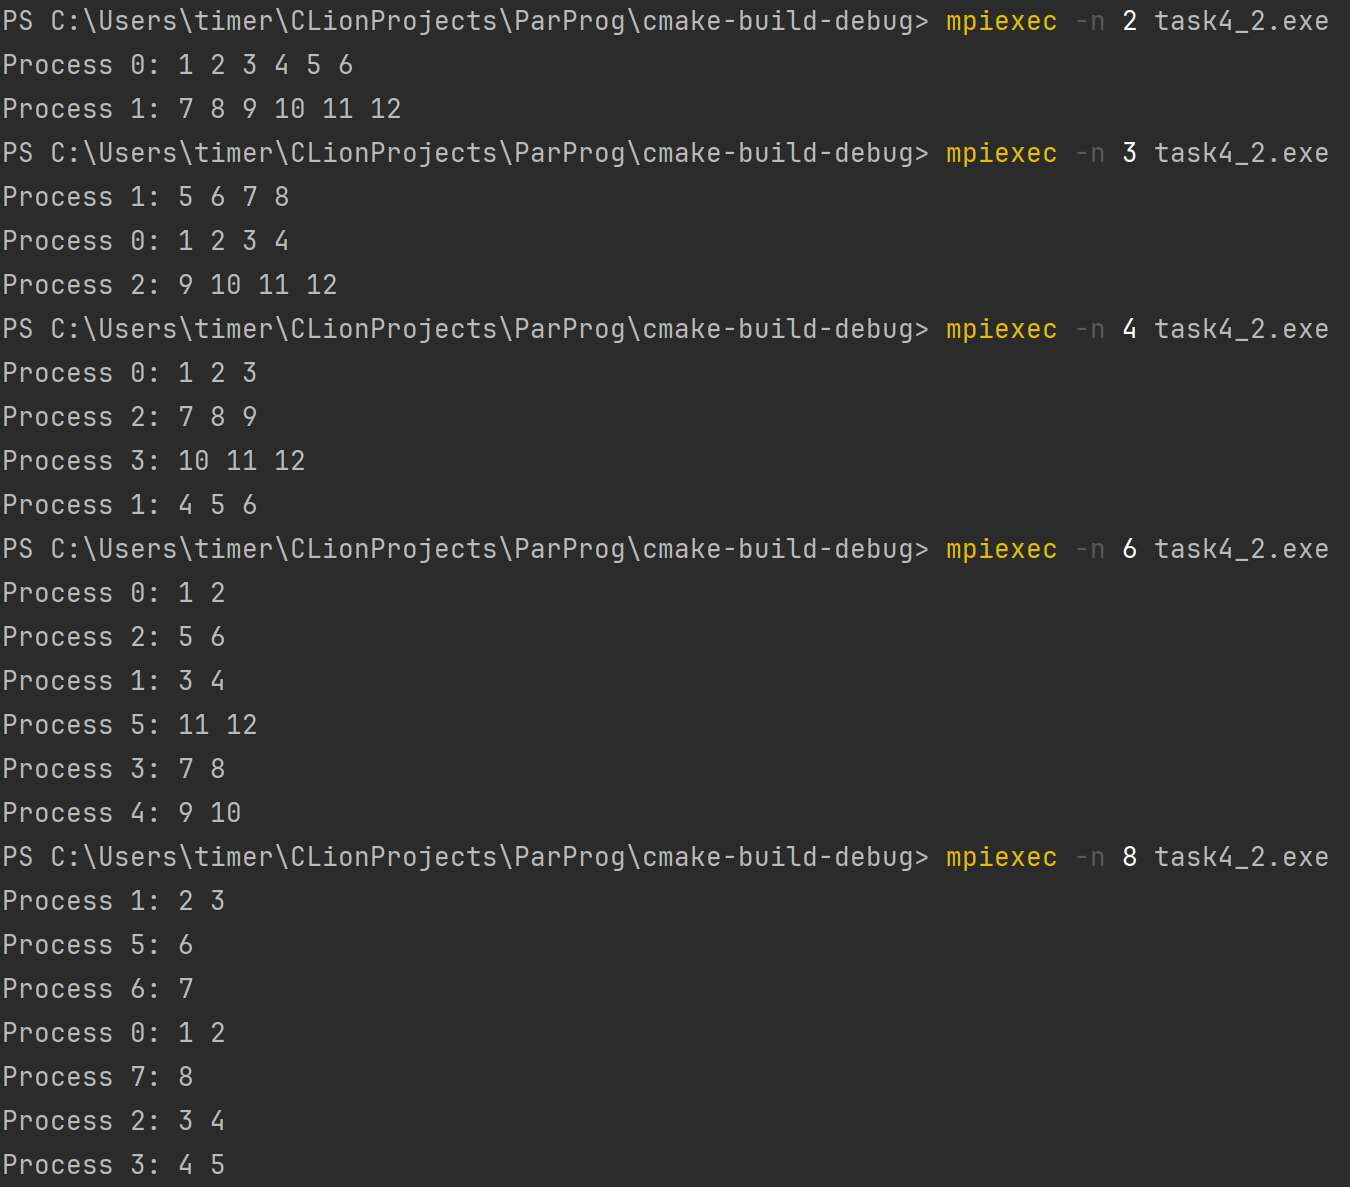 PS C:\Users\timer\CLionProjects\ParProg\cmake-build-debug> mpiexec -n 2 task4_2.exe
Process 0: 1 2 3 4 5 6
Process 1: 7 8 9 10 11 12
PS C:\Users\timer\CLionProjects\ParProg\cmake-build-debug> mpiexec -n 3 task4_2.exe
Process 1: 5 6 7 8
Process 0: 1 2 3 4
Process 2: 9 10 11 12
PS C:\Users\timer\CLionProjects\ParProg\cmake-build-debug> mpiexec -n 4 task4_2.exe
Process 0: 1 2 3
Process 2: 7 8 9
Process 3: 10 11 12
Process 1: 4 5 6
PS C:\Users\timer\CLionProjects\ParProg\cmake-build-debug> mpiexec -n 6 task4_2.exe
Process 0: 1 2
Process 2: 5 6
Process 1: 3 4
Process 5: 11 12
Process 3: 7 8
Process 4: 9 10
PS C:\Users\timer\CLionProjects\ParProg\cmake-build-debug> mpiexec -n 8 task4_2.exe
Process 1: 2 3
Process 5: 6
Process 6: 7
Process 0: 1 2
Process 7: 8
Process 2: 3 4
Process 3: 4 5